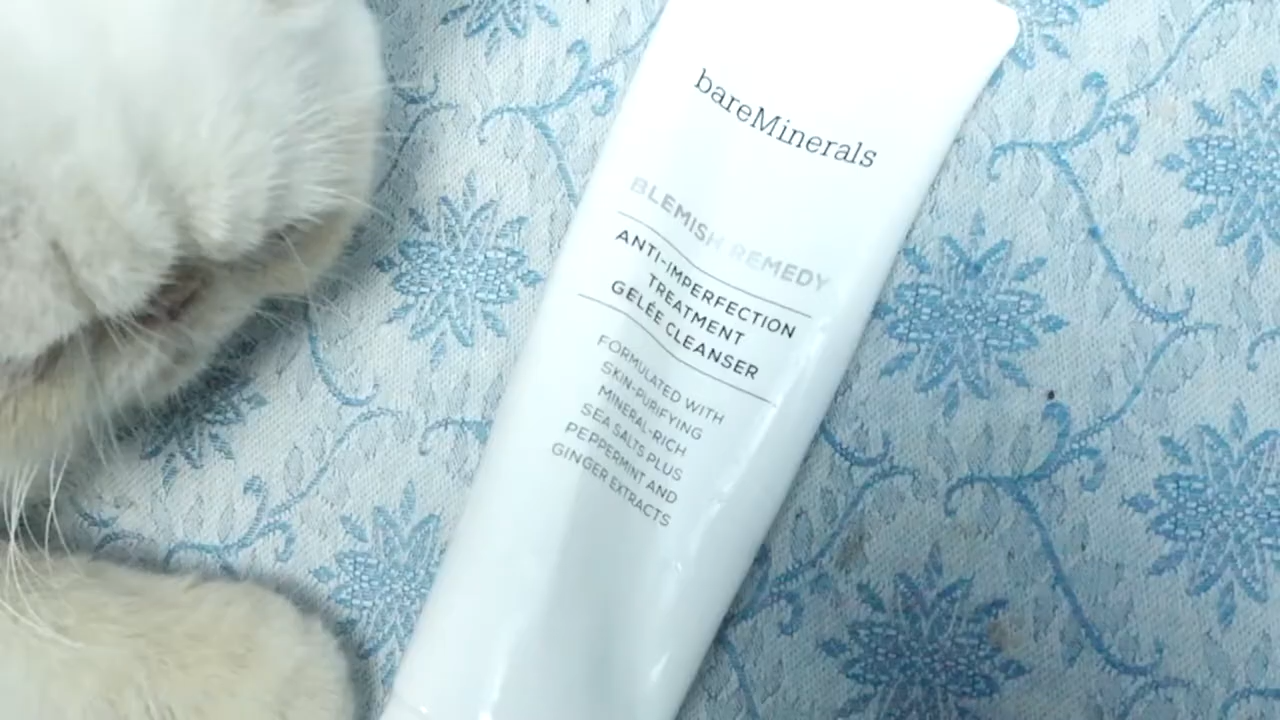 bareMinerals
BLEMISH REMEDY
ANTI-IMPERFECTION
TREATMENT
GELÉE CLEANSER
FORMULATED WITH
SKIN-PURIFYING
MINERAL-RICH
SEA SALTS PLUS
PEPPERMINT AND
GINGER EXTRACTS